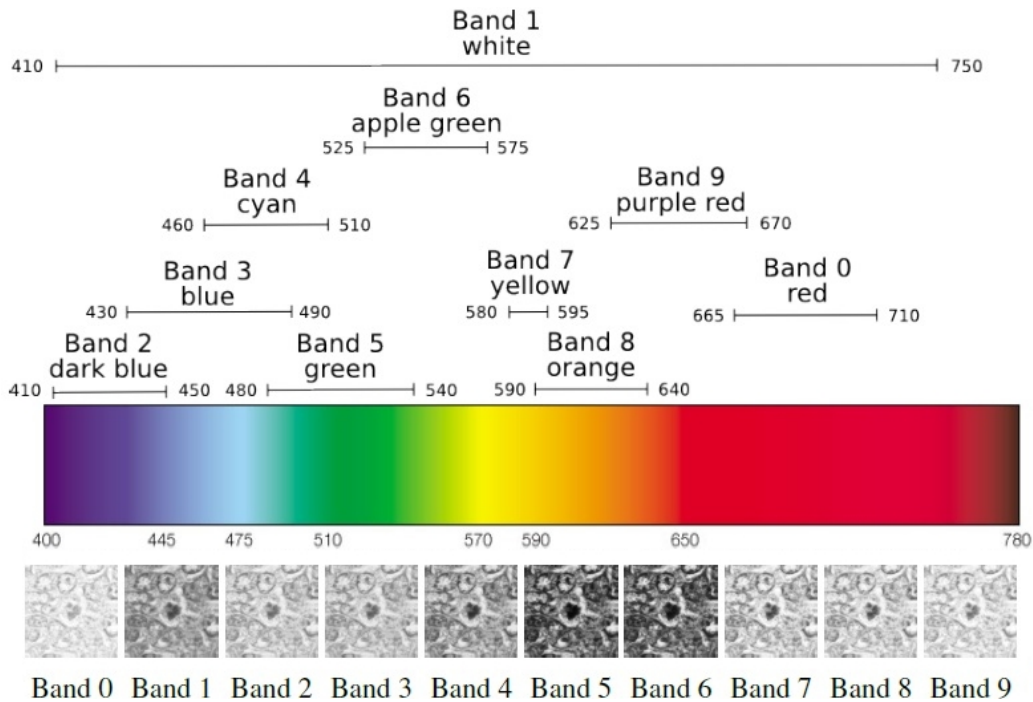 Band 1
white
410 750
Band 6
apple green
525 575
Band 4
cyan
460 510
Band 9
purple red
625 670
Band 3
blue
430 490
Band 7
yellow
580 595
Band 0
red
665 710
Band 2
dark blue
410 450
Band 5
green
480 540
Band 8
orange
590 640
400 445 475 510 570 590 650 780
Band 0 Band 1 Band 2 Band 3 Band 4 Band 5 Band 6 Band 7 Band 8 Band 9